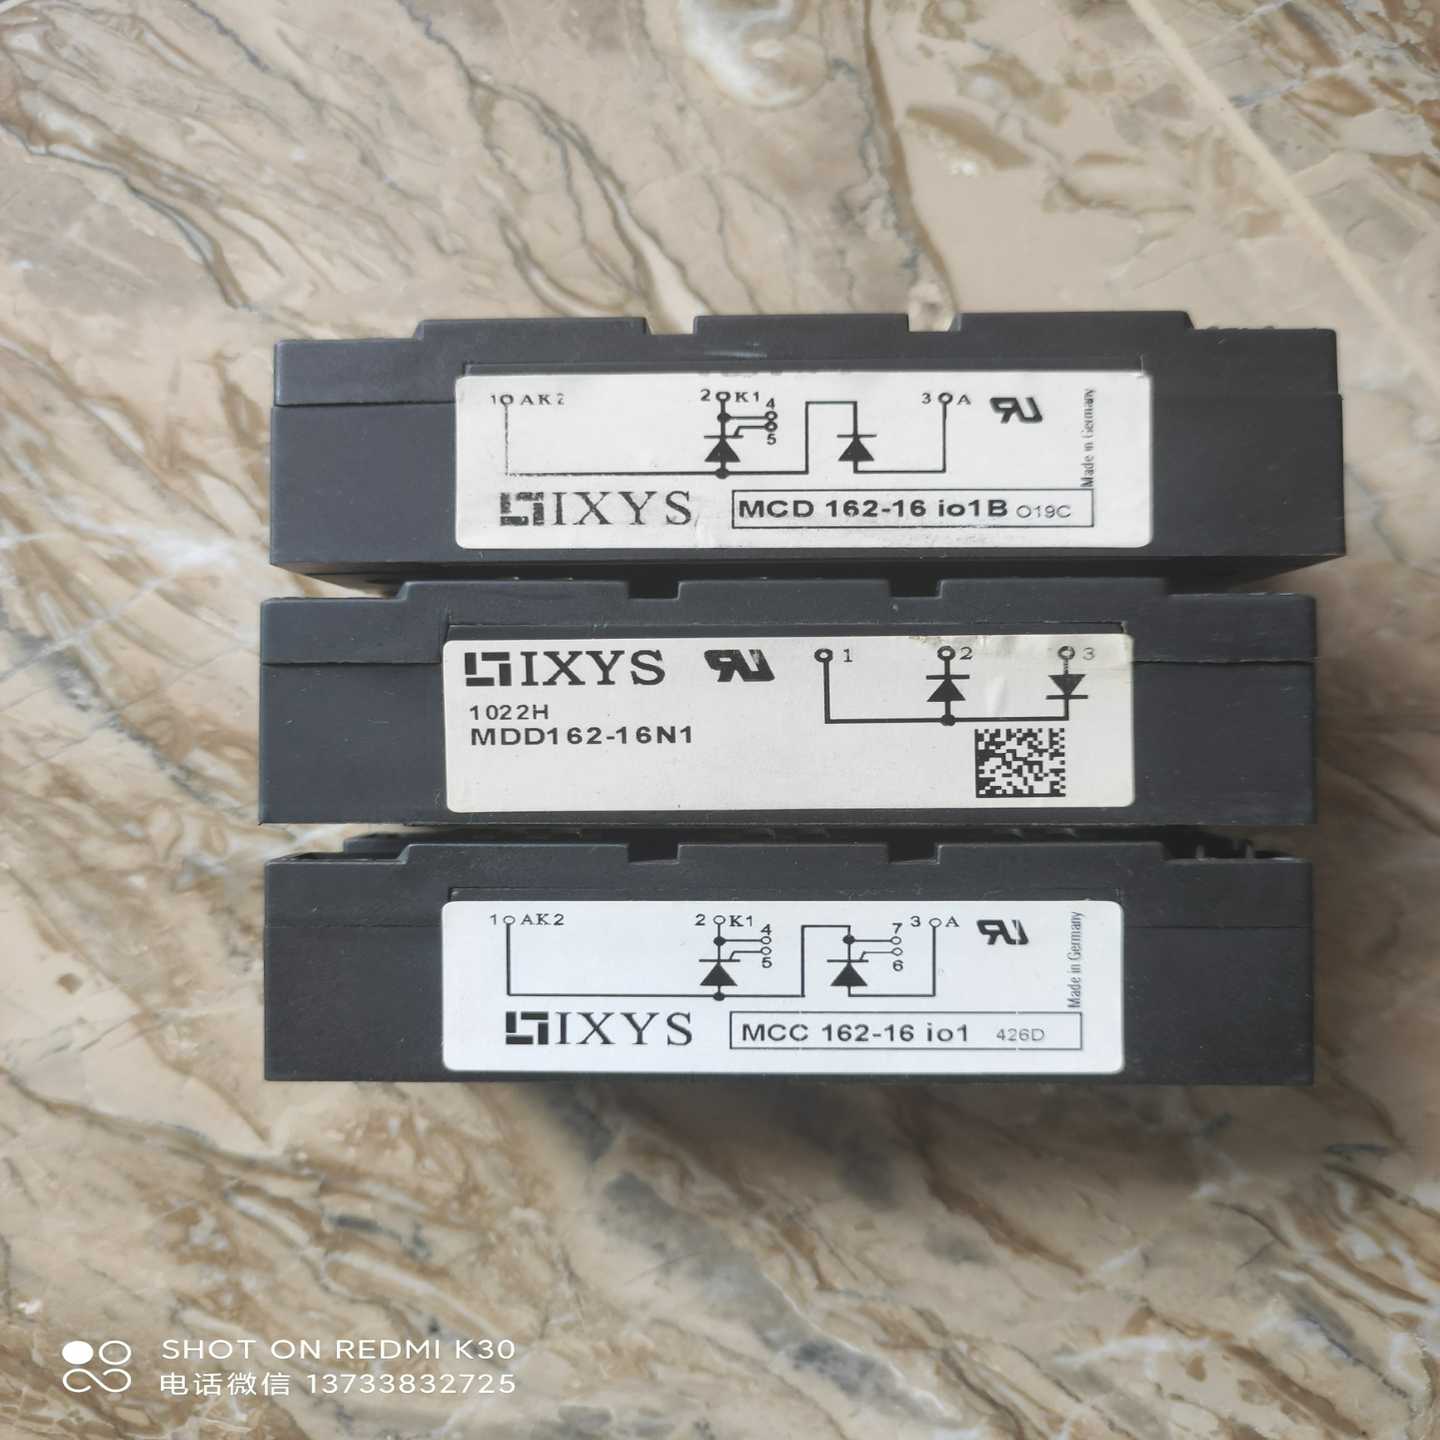 1 AK2 2 K1 4 5 3 A
Made in Germany
IXYS MCD 162-16 io1B O19C
IXYS 1 2 3
1022H
MDD162-16N1
1 AK2 2 K1 4 5 7 6 3 A
Made in Germany
IXYS MCC 162-16 io1 426D
SHOT ON REDMI K30
电话微信 13733832725